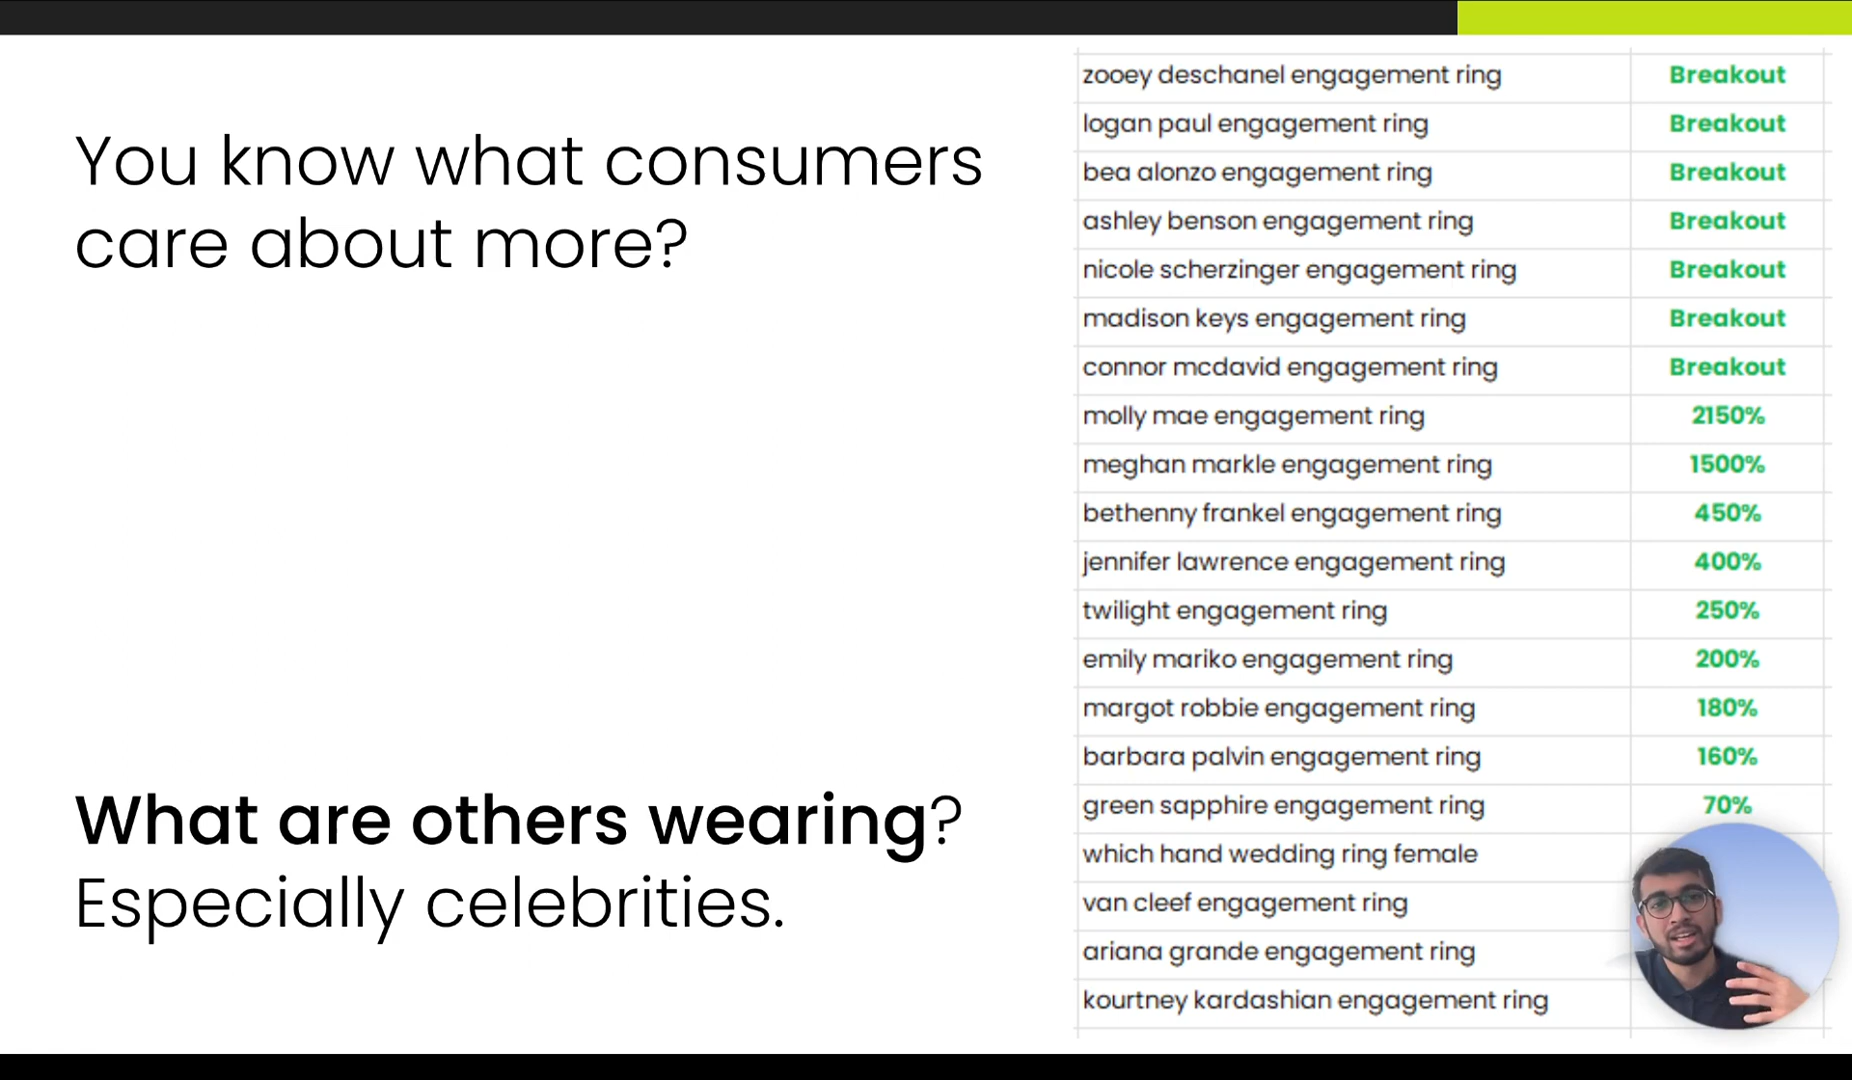 You know what consumers
care about more?
What are others wearing?
Especially celebrities.
zooey deschanel engagement ring Breakout
logan paul engagement ring Breakout
bea alonzo engagement ring Breakout
ashley benson engagement ring Breakout
nicole scherzinger engagement ring Breakout
madison keys engagement ring Breakout
connor mcdavid engagement ring Breakout
molly mae engagement ring 2150%
meghan markle engagement ring 1500%
bethenny frankel engagement ring 450%
jennifer lawrence engagement ring 400%
twilight engagement ring 250%
emily mariko engagement ring 200%
margot robbie engagement ring 180%
barbara palvin engagement ring 160%
green sapphire engagement ring 70%
which hand wedding ring female
van cleef engagement ring
ariana grande engagement ring
kourtney kardashian engagement ring